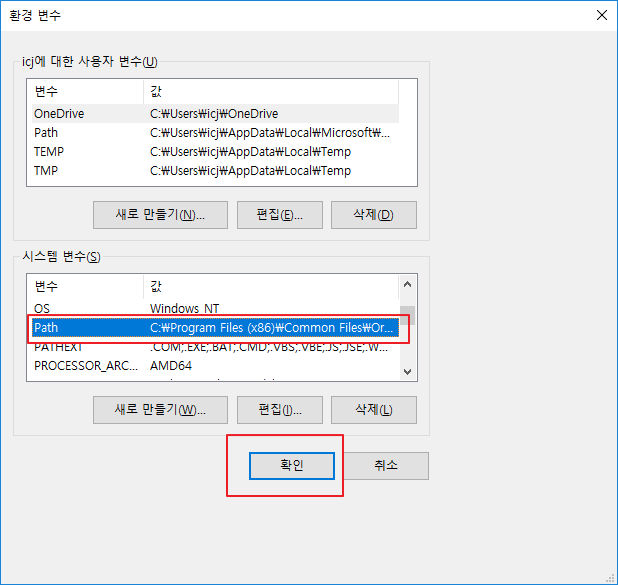 환경 변수
icj에 대한 사용자 변수(U)
변수 값
OneDrive C:₩Users₩icj₩OneDrive
Path C:₩Users₩icj₩AppData₩Local₩Microsoft₩...
TEMP C:₩Users₩icj₩AppData₩Local₩Temp
TMP C:₩Users₩icj₩AppData₩Local₩Temp
새로 만들기(N)... 편집(E)... 삭제(D)
시스템 변수(S)
변수 값
OS Windows_NT
Path C:₩Program Files (x86)₩Common Files₩Or...
PATHEXT .COM;.EXE;.BAT;.CMD;.VBS;.VBE;.JS;.JSE;.W...
PROCESSOR_ARC... AMD64
새로 만들기(W)... 편집(I)... 삭제(L)
확인 취소